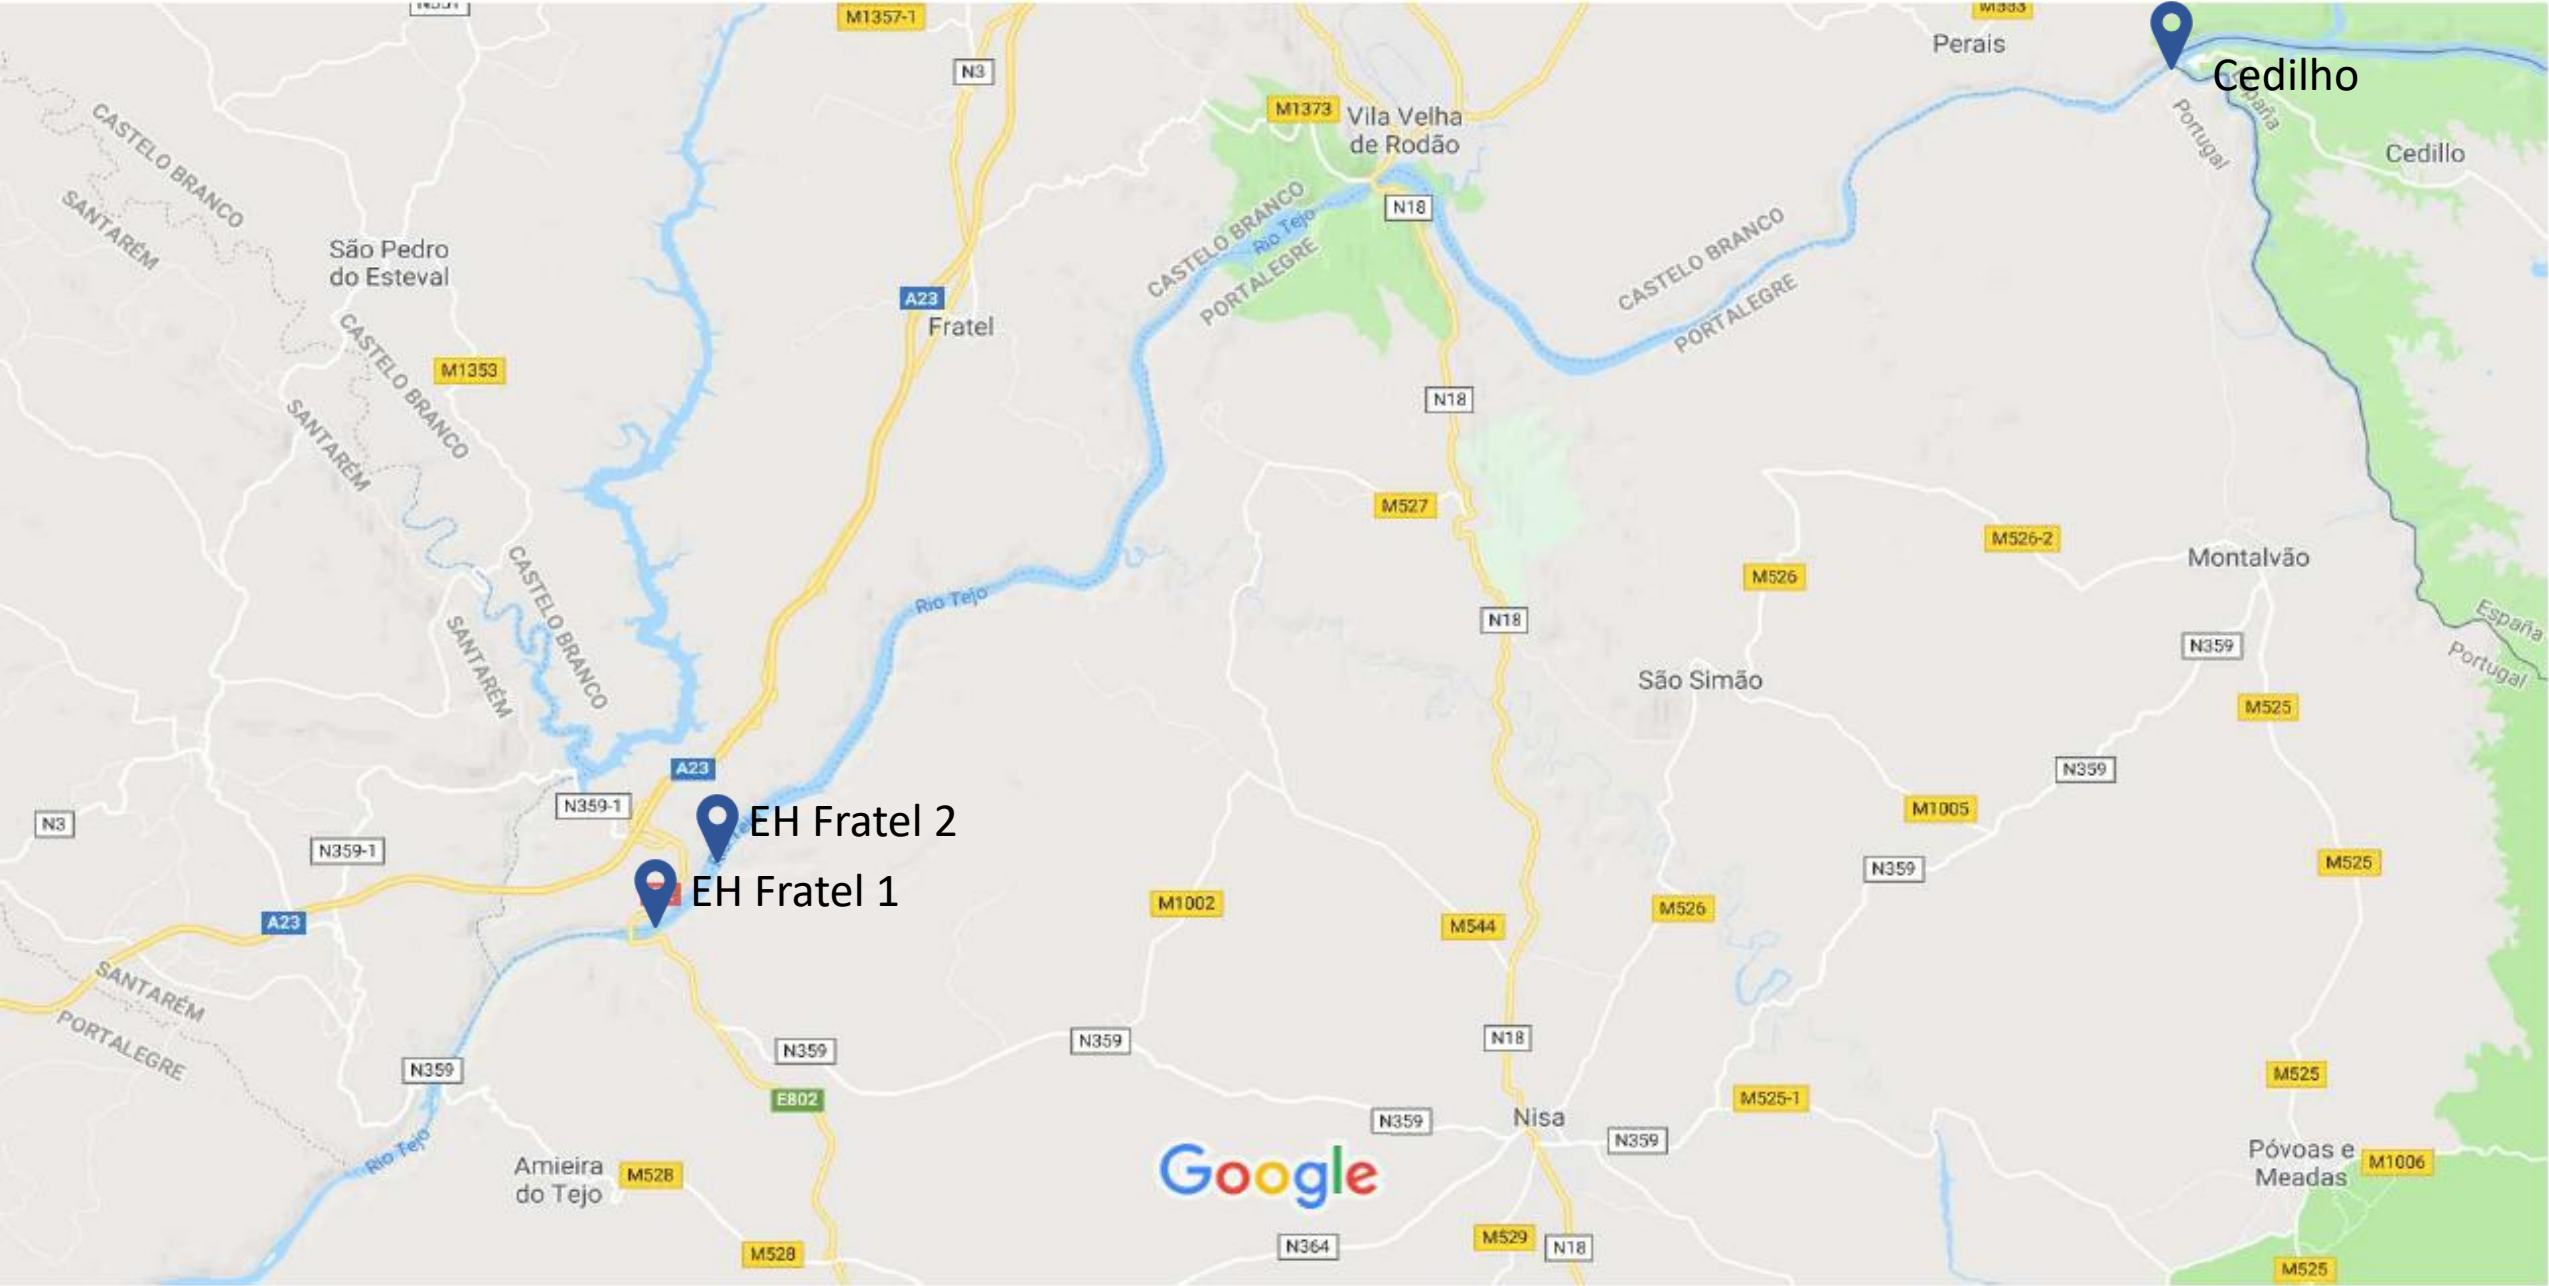 N351
M1357-1
M553
Perais
Cedilho
N3
M1373
Vila Velha
de Rodão
España
Portugal
Cedillo
CASTELO BRANCO
SANTARÉM
N18
CASTELO BRANCO
Rio Tejo
PORTALEGRE
CASTELO BRANCO
PORTALEGRE
São Pedro
do Esteval
A23
Fratel
CASTELO BRANCO
M1353
SANTARÉM
N18
M527
M526-2
Montalvão
M526
CASTELO BRANCO
SANTARÉM
Rio Tejo
N18
España
Portugal
N359
São Simão
M525
A23
N359
N359-1
M1005
N3
EH Fratel 2
N359-1
M525
N359
EH Fratel 1
M1002
M526
A23
M544
SANTARÉM
PORTALEGRE
N18
N359
N359
N359
M525
E802
M525-1
Nisa
N359
N359
Rio Tejo
Amieira
do Tejo
M528
Google
Póvoas e
Meadas
M1006
M529
N364
N18
M528
M525